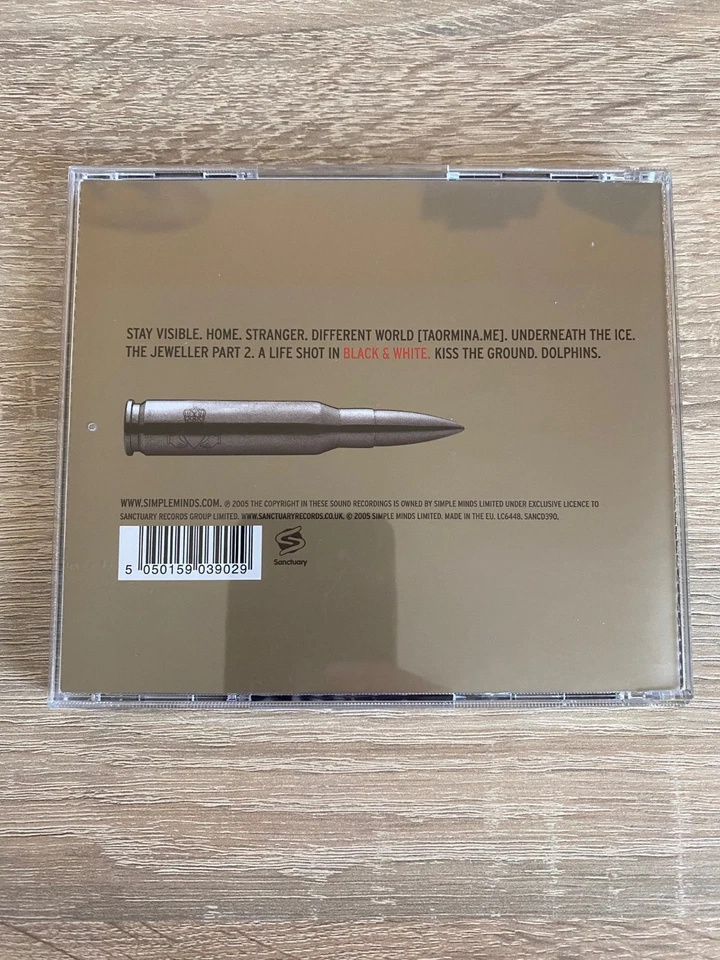 STAY VISIBLE. HOME. STRANGER. DIFFERENT WORLD [TAORMINA.ME]. UNDERNEATH THE ICE.
THE JEWELLER PART 2. A LIFE SHOT IN BLACK & WHITE. KISS THE GROUND. DOLPHINS.
WWW.SIMPLEMINDS.COM. ℗ 2005 THE COPYRIGHT IN THESE SOUND RECORDINGS IS OWNED BY SIMPLE MINDS LIMITED UNDER EXCLUSIVE LICENCE TO
SANCTUARY RECORDS GROUP LIMITED. WWW.SANCTUARYRECORDS.CO.UK. © 2005 SIMPLE MINDS LIMITED. MADE IN THE EU. LC6448. SANCD390.
5 050159 039029
Sanctuary